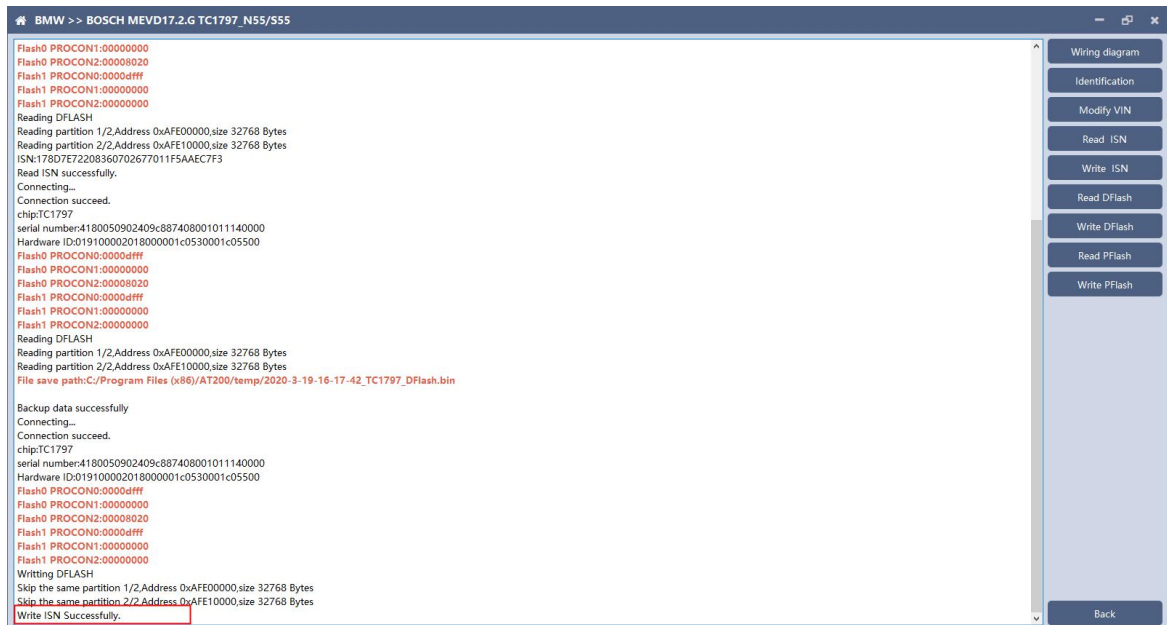 BMW >> BOSCH MEVD17.2.G TC1797_N55/S55
Flash0 PROCON1:00000000
Flash0 PROCON2:00008020
Flash1 PROCON0:0000dfff
Flash1 PROCON1:00000000
Flash1 PROCON2:00000000
Reading DFLASH
Reading partition 1/2,Address 0xAFE00000,size 32768 Bytes
Reading partition 2/2,Address 0xAFE10000,size 32768 Bytes
ISN:178D7E72208360702677011F5AAEC7F3
Read ISN successfully.
Connecting...
Connection succeed.
chip:TC1797
serial number:4180050902409c887408001011140000
Hardware ID:019100002018000001c0530001c05500
Flash0 PROCON0:0000dfff
Flash0 PROCON1:00000000
Flash0 PROCON2:00008020
Flash1 PROCON0:0000dfff
Flash1 PROCON1:00000000
Flash1 PROCON2:00000000
Reading DFLASH
Reading partition 1/2,Address 0xAFE00000,size 32768 Bytes
Reading partition 2/2,Address 0xAFE10000,size 32768 Bytes
File save path:C:/Program Files (x86)/AT200/temp/2020-3-19-16-17-42_TC1797_DFlash.bin
Backup data successfully
Connecting...
Connection succeed.
chip:TC1797
serial number:4180050902409c887408001011140000
Hardware ID:019100002018000001c0530001c05500
Flash0 PROCON0:0000dfff
Flash0 PROCON1:00000000
Flash0 PROCON2:00008020
Flash1 PROCON0:0000dfff
Flash1 PROCON1:00000000
Flash1 PROCON2:00000000
Writting DFLASH
Skip the same partition 1/2,Address 0xAFE00000,size 32768 Bytes
Skip the same partition 2/2,Address 0xAFE10000,size 32768 Bytes
Write ISN Successfully.
Wiring diagram
Identification
Modify VIN
Read ISN
Write ISN
Read DFlash
Write DFlash
Read PFlash
Write PFlash
Back